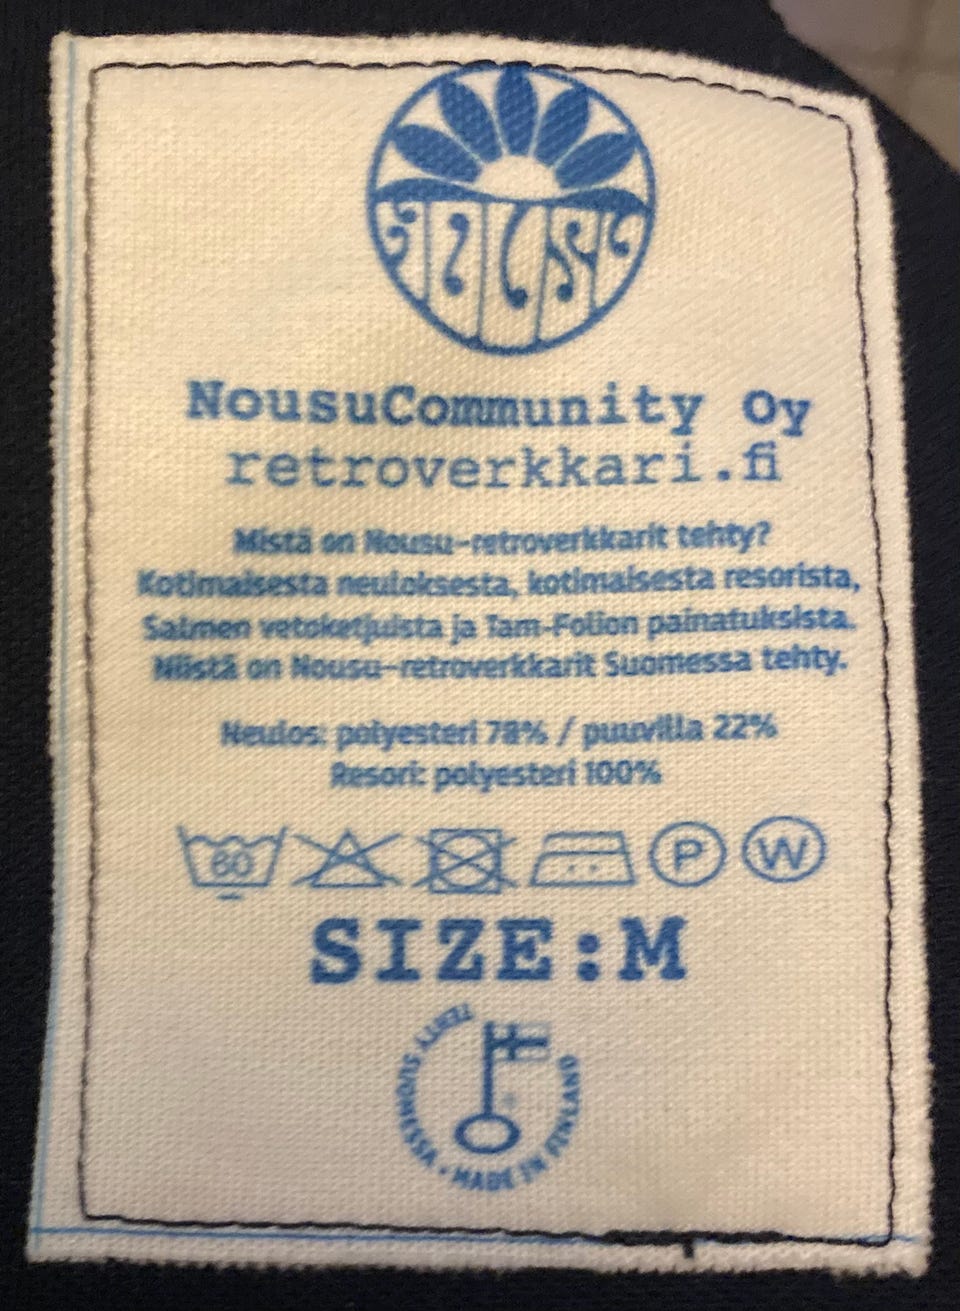 NousuCommunity Oy
retroverkkari.fi
Mistä on Nousu-retroverkkarit tehty?
Kotimaisesta neuloksesta, kotimaisesta resorista,
Salmen vetoketjuista ja Tam-Folion painatuksista.
Niistä on Nousu-retroverkkarit Suomessa tehty.
Neulos: polyesteri 78% / puuvilla 22%
Resori: polyesteri 100%
60 P W
SIZE:M
TEHTY SUOMESSA • MADE IN FINLAND